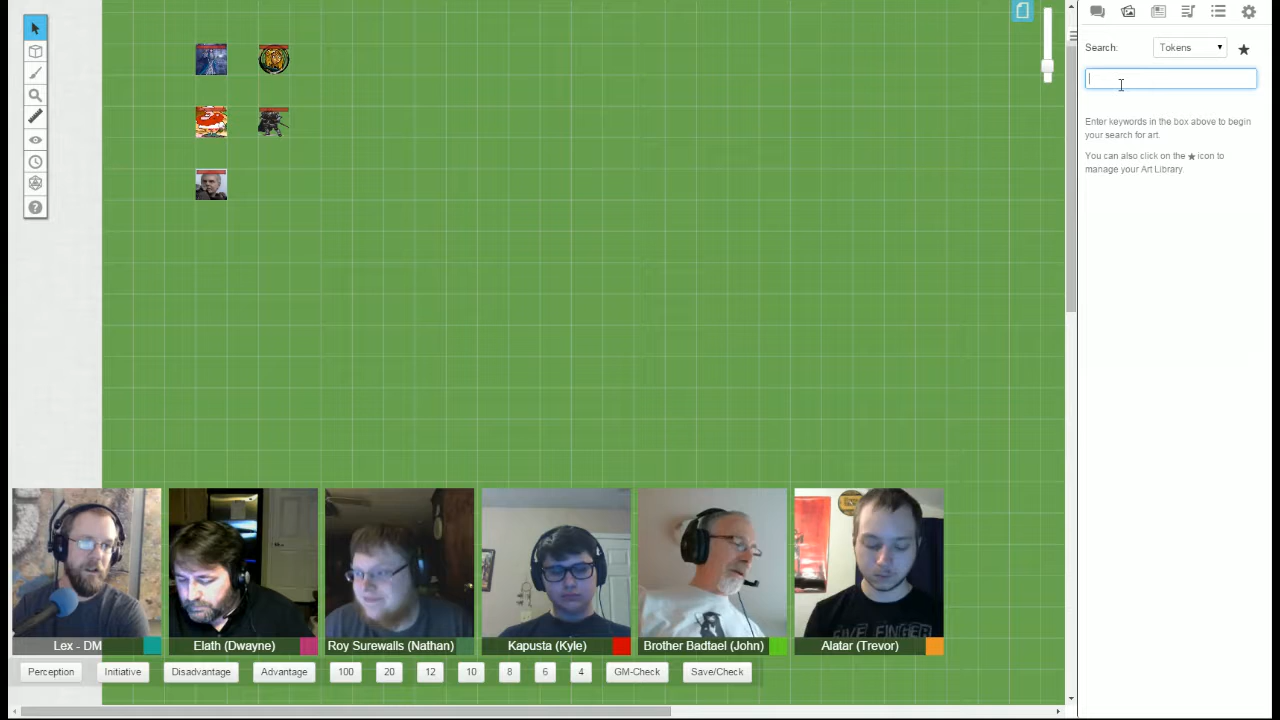 Search:
Tokens
Enter keywords in the box above to begin
your search for art.
You can also click on the ★ icon to
manage your Art Library.
Lex - DM
Elath (Dwayne)
Roy Surewalls (Nathan)
Kapusta (Kyle)
Brother Badtael (John)
Alatar (Trevor)
FIVE FINGER
Perception
Initiative
Disadvantage
Advantage
100
20
12
10
8
6
4
GM-Check
Save/Check